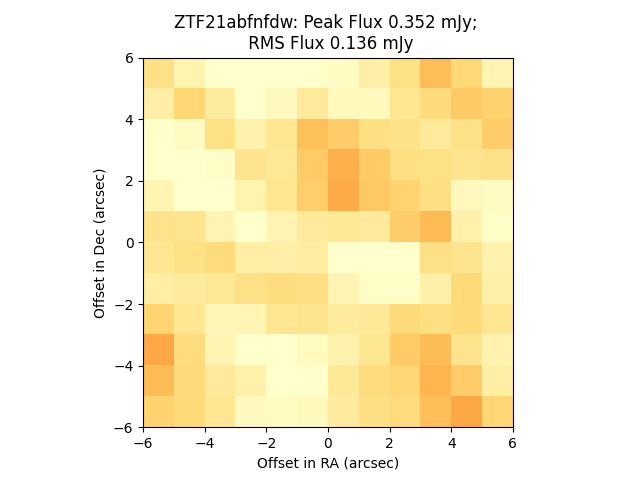 ZTF21abfnfdw: Peak Flux 0.352 mJy;
RMS Flux 0.136 mJy
6
4
2
0
−2
−4
−6
Offset in Dec (arcsec)
−6 −4 −2 0 2 4 6
Offset in RA (arcsec)